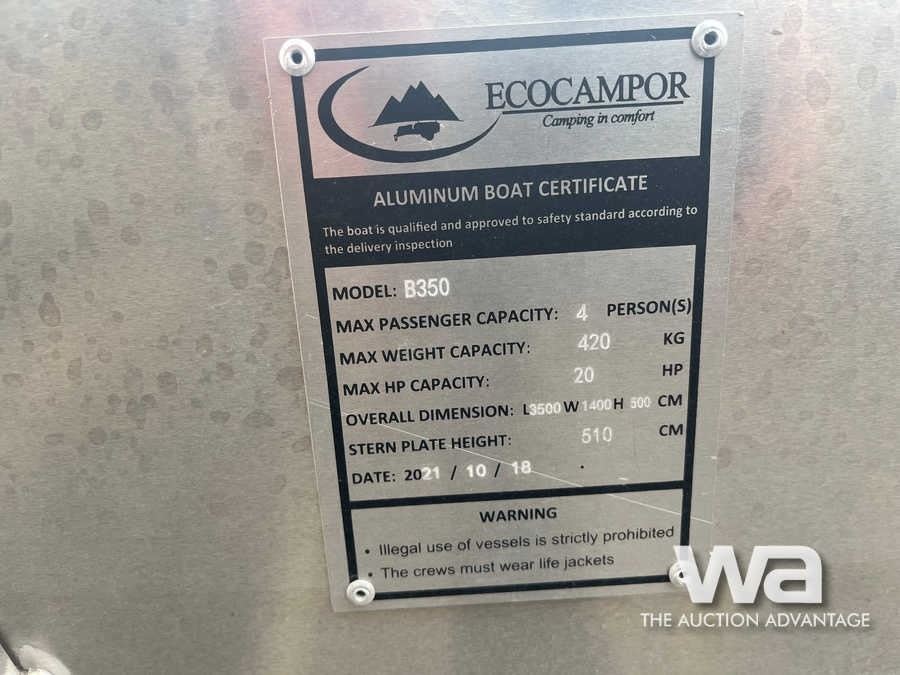 ECOCAMPOR
Camping in comfort
ALUMINUM BOAT CERTIFICATE
The boat is qualified and approved to safety standard according to
the delivery inspection
MODEL: B350
MAX PASSENGER CAPACITY: 4 PERSON(S)
MAX WEIGHT CAPACITY: 420 KG
MAX HP CAPACITY: 20 HP
OVERALL DIMENSION: L3500 W1400 H 500 CM
STERN PLATE HEIGHT: 510 CM
DATE: 2021 / 10 / 18
WARNING
• Illegal use of vessels is strictly prohibited
• The crews must wear life jackets
wa
THE AUCTION ADVANTAGE